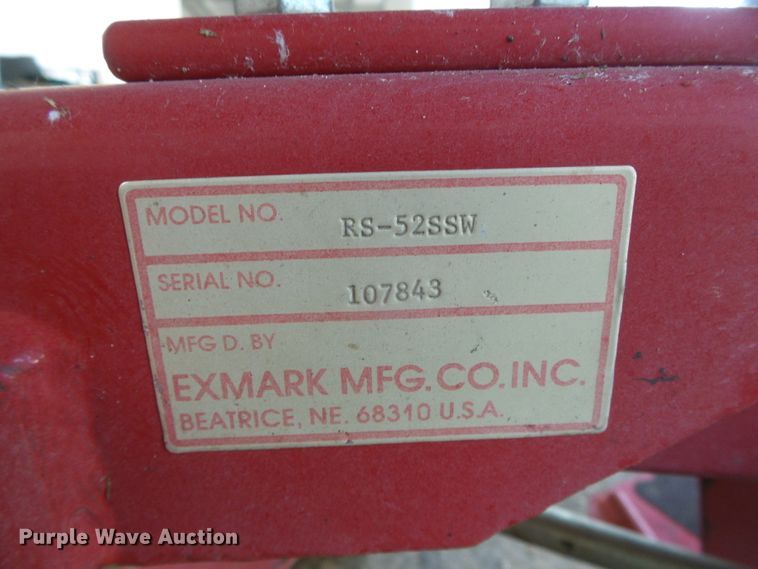 MODEL NO. RS-52SSW
SERIAL NO. 107843
MFG D. BY
EXMARK MFG. CO. INC.
BEATRICE, NE. 68310 U.S.A.
Purple Wave Auction